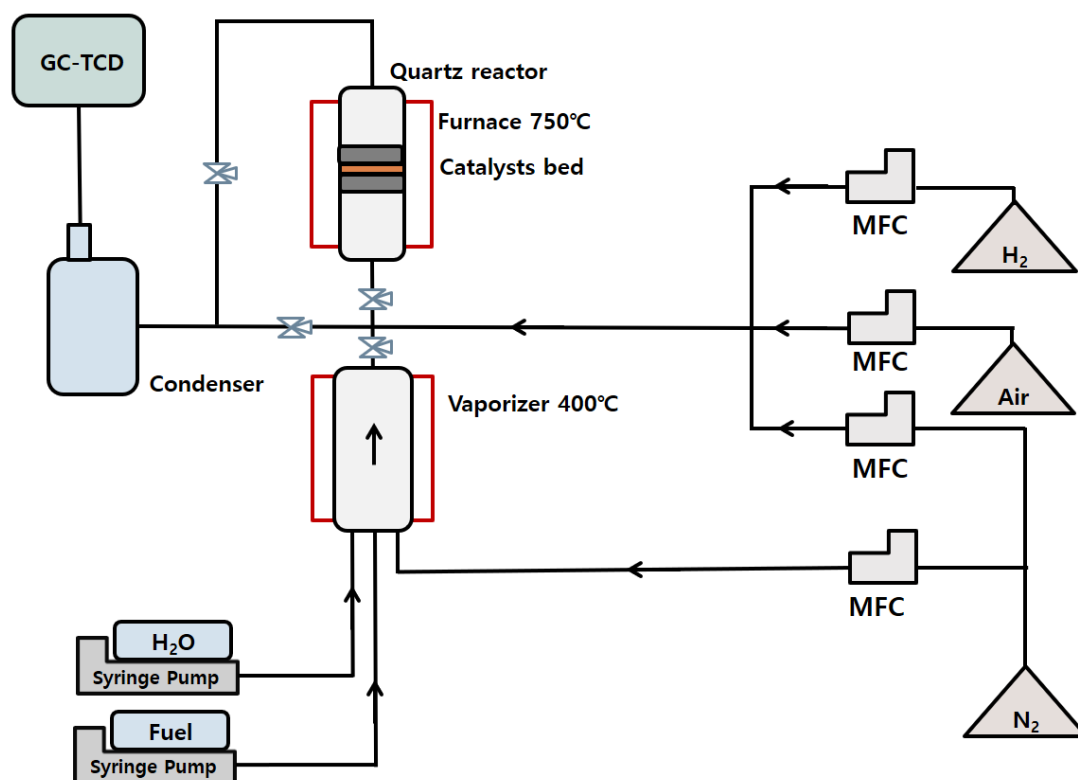 GC-TCD
Quartz reactor
Furnace 750℃
Catalysts bed
MFC
H₂
MFC
Air
Condenser
Vaporizer 400℃
MFC
MFC
H₂O
Syringe Pump
Fuel
Syringe Pump
N₂